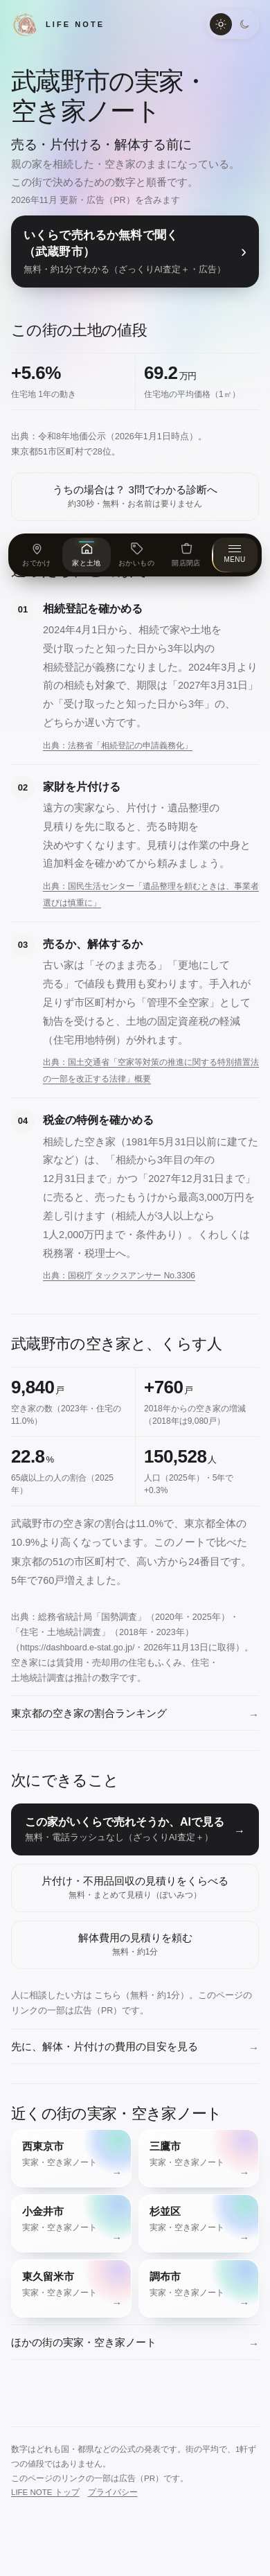 LIFE NOTE
武蔵野市の実家・
空き家ノート
売る・片付ける・解体する前に
親の家を相続した・空き家のままになっている。
この街で決めるための数字と順番です。
2026年11月 更新・広告（PR）を含みます
いくらで売れるか無料で聞く
（武蔵野市）
無料・約1分でわかる（ざっくりAI査定＋・広告）
›
この街の土地の値段
+5.6%
住宅地 1年の動き
69.2万円
住宅地の平均価格（1㎡）
出典：令和8年地価公示（2026年1月1日時点）。
東京都51市区町村で28位。
うちの場合は？ 3問でわかる診断へ
約30秒・無料・お名前は要りません
おでかけ
家と土地
おかいもの
開店閉店
MENU
01
相続登記を確かめる
2024年4月1日から、相続で家や土地を
受け取ったと知った日から3年以内の
相続登記が義務になりました。2024年3月より
前の相続も対象で、期限は「2027年3月31日」
か「受け取ったと知った日から3年」の、
どちらか遅い方です。
出典：法務省「相続登記の申請義務化」
02
家財を片付ける
遠方の実家なら、片付け・遺品整理の
見積りを先に取ると、売る時期を
決めやすくなります。見積りは作業の中身と
追加料金を確かめてから頼みましょう。
出典：国民生活センター「遺品整理を頼むときは、事業者
選びは慎重に」
03
売るか、解体するか
古い家は「そのまま売る」「更地にして
売る」で値段も費用も変わります。手入れが
足りず市区町村から「管理不全空家」として
勧告を受けると、土地の固定資産税の軽減
（住宅用地特例）が外れます。
出典：国土交通省「空家等対策の推進に関する特別措置法
の一部を改正する法律」概要
04
税金の特例を確かめる
相続した空き家（1981年5月31日以前に建てた
家など）は、「相続から3年目の年の
12月31日まで」かつ「2027年12月31日まで」
に売ると、売ったもうけから最高3,000万円を
差し引けます（相続人が3人以上なら
1人2,000万円まで・条件あり）。くわしくは
税務署・税理士へ。
出典：国税庁 タックスアンサー No.3306
武蔵野市の空き家と、くらす人
9,840戸
空き家の数（2023年・住宅の
11.0%）
+760戸
2018年からの空き家の増減
（2018年は9,080戸）
22.8%
65歳以上の人の割合（2025
年）
150,528人
人口（2025年）・5年で
+0.3%
武蔵野市の空き家の割合は11.0%で、東京都全体の
10.9%より高くなっています。このノートで比べた
東京都の51の市区町村で、高い方から24番目です。
5年で760戸増えました。
出典：総務省統計局「国勢調査」（2020年・2025年）・
「住宅・土地統計調査」（2018年・2023年）
（https://dashboard.e-stat.go.jp/・2026年11月13日に取得）。
空き家には賃貸用・売却用の住宅もふくみ、住宅・
土地統計調査は推計の数字です。
東京都の空き家の割合ランキング
→
次にできること
この家がいくらで売れそうか、AIで見る
無料・電話ラッシュなし（ざっくりAI査定＋）
→
片付け・不用品回収の見積りをくらべる
無料・まとめて見積り（ぽいみつ）
解体費用の見積りを頼む
無料・約1分
人に相談したい方は こちら（無料・約1分）。このページの
リンクの一部は広告（PR）です。
先に、解体・片付けの費用の目安を見る
→
近くの街の実家・空き家ノート
西東京市
実家・空き家ノート
→
三鷹市
実家・空き家ノート
→
小金井市
実家・空き家ノート
→
杉並区
実家・空き家ノート
→
東久留米市
実家・空き家ノート
→
調布市
実家・空き家ノート
→
ほかの街の実家・空き家ノート
→
数字はどれも国・都県などの公式の発表です。街の平均で、1軒ず
つの値段ではありません。
このページのリンクの一部は広告（PR）です。
LIFE NOTE トップ プライバシー